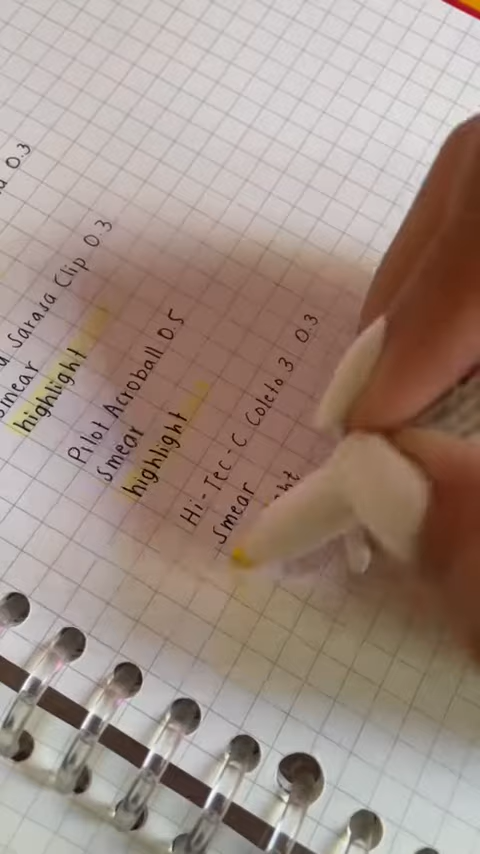 0.3
Sarasa Clip 0.3
smear
highlight
Pilot Acroball 0.5
Smear
highlight
Hi-Tec-C Coleto 3 0.3
Smear
ht